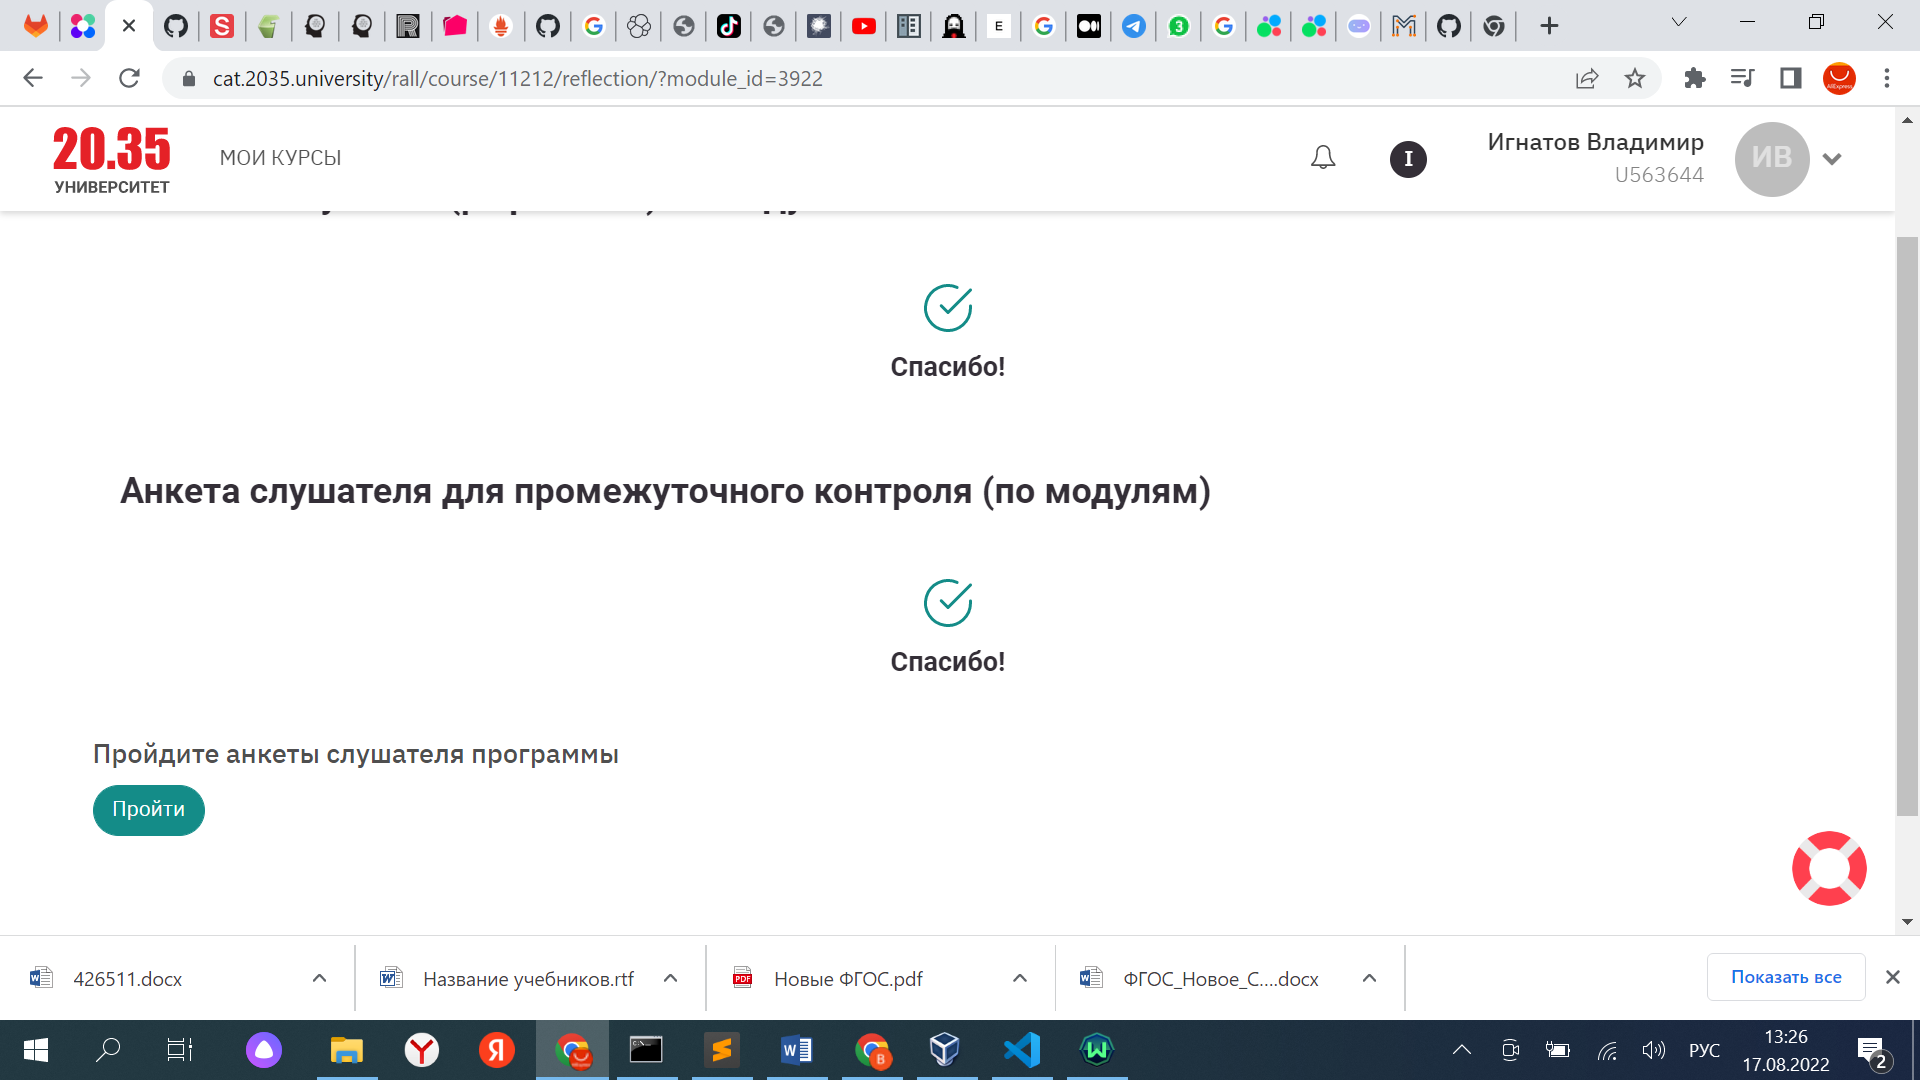 cat.2035.university/rall/course/11212/reflection/?module_id=3922
20.35
УНИВЕРСИТЕТ
МОИ КУРСЫ
I
Игнатов Владимир
U563644
ИВ
Спасибо!
Анкета слушателя для промежуточного контроля (по модулям)
Спасибо!
Пройдите анкеты слушателя программы
Пройти
426511.docx
Название учебников.rtf
Новые ФГОС.pdf
ФГОС_Новое_С....docx
Показать все
РУС
13:26
17.08.2022
2